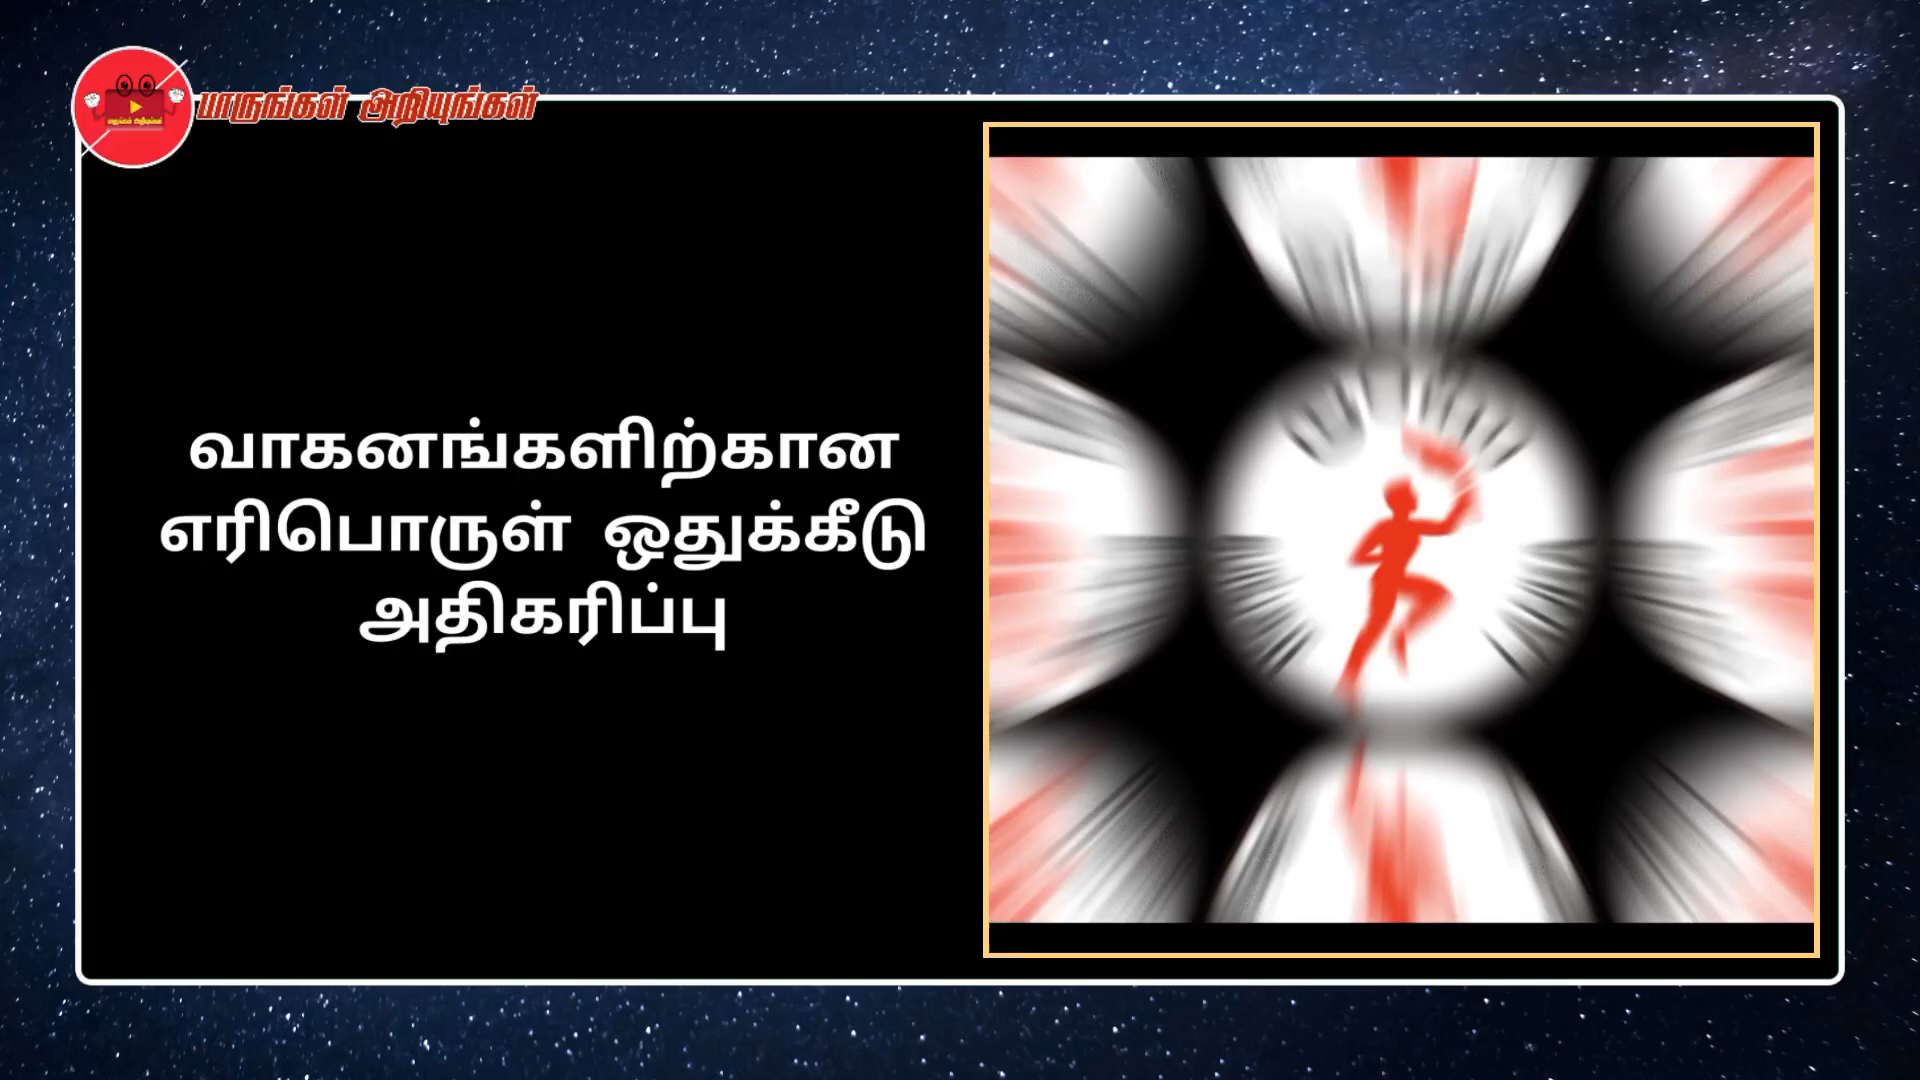 பாருங்கள் அறியுங்கள்
வாகனங்களிற்கான
எரிபொருள் ஒதுக்கீடு
அதிகரிப்பு